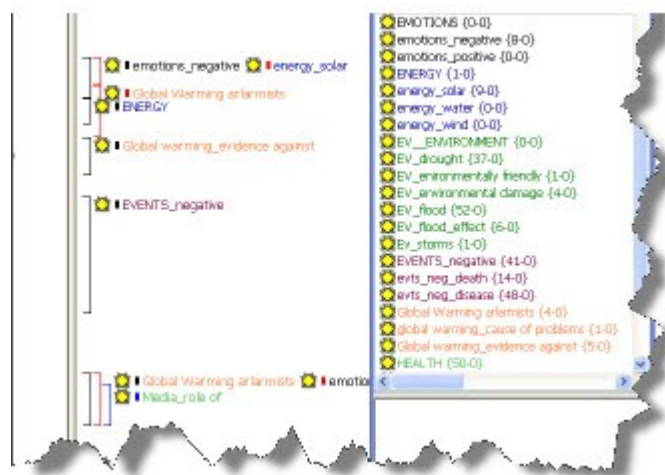 emotions_negative energy_solar
Global Warming arlarmists
ENERGY
Global warming_evidence against
EVENTS_negative
Global Warming arlarmists emotion
Media_role of
EMOTIONS {0-0}
emotions_negative {8-0}
emotions_positive {0-0}
ENERGY {1-0}
energy_solar {9-0}
energy_water {0-0}
energy_wind {0-0}
EV__ENVIRONMENT {0-0}
EV_drought {37-0}
EV_enironmentally friendly {1-0}
EV_environmental damage {4-0}
EV_flood {52-0}
EV_flood_effect {6-0}
Ev_storms {1-0}
EVENTS_negative {41-0}
evts_neg_death {14-0}
evts_neg_disease {48-0}
Global Warming arlarmists {4-0}
global warming_cause of problems {1-0}
Global warming_evidence against {5-0}
HEALTH {50-0}